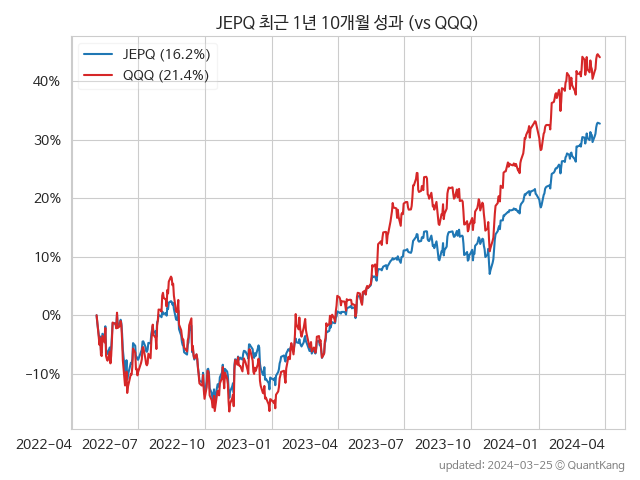 JEPQ 최근 1년 10개월 성과 (vs QQQ)
JEPQ (16.2%)
QQQ (21.4%)
40%
30%
20%
10%
0%
−10%
2022−04 2022−07 2022−10 2023−01 2023−04 2023−07 2023−10 2024−01 2024−04
updated: 2024−03−25 © QuantKang